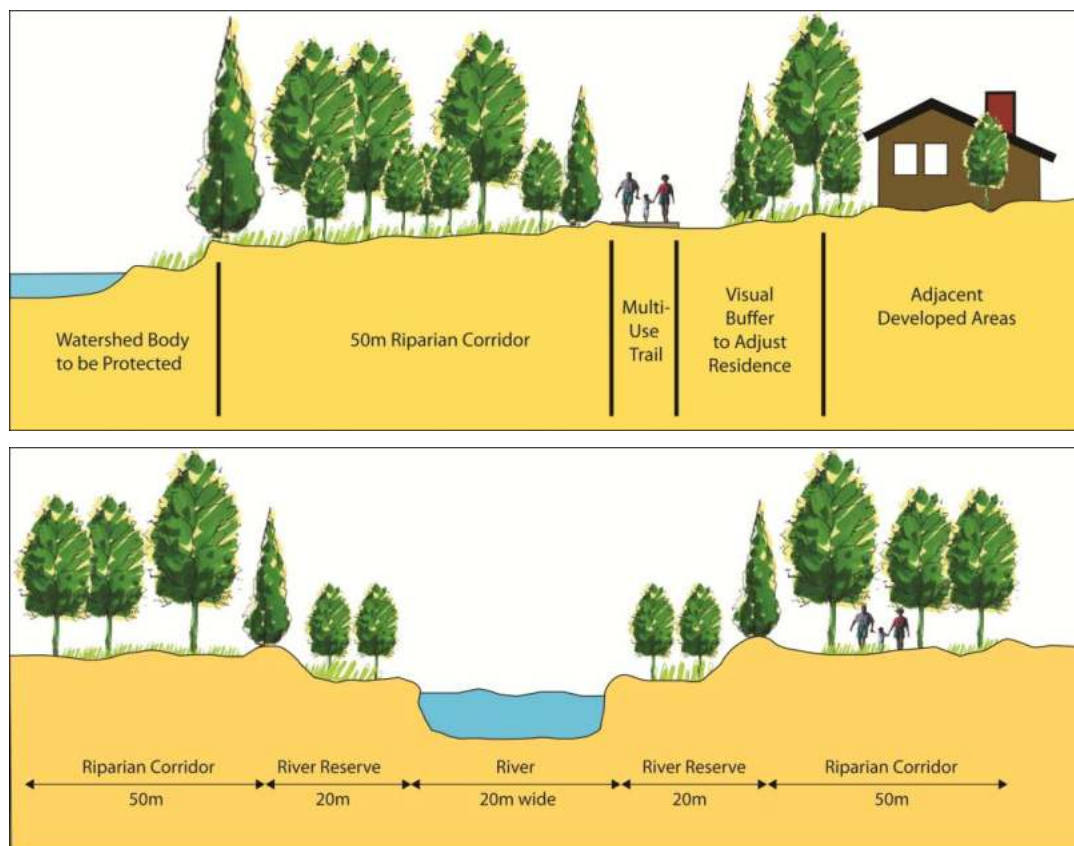 Watershed Body
to be Protected
50m Riparian Corridor
Multi-
Use
Trail
Visual
Buffer
to Adjust
Residence
Adjacent
Developed Areas
Riparian Corridor
50m
River Reserve
20m
River
20m wide
River Reserve
20m
Riparian Corridor
50m